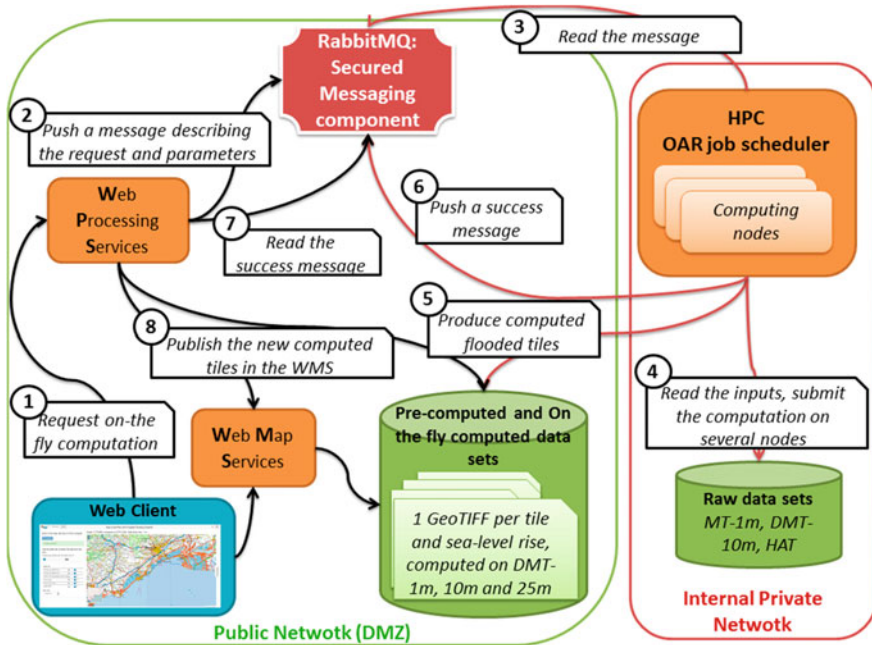 RabbitMQ:
Secured
Messaging
component
3
Read the message
2
Push a message describing
the request and parameters
HPC
OAR job scheduler
Computing
nodes
Web
Processing
Services
6
Push a success
message
7
Read the
success message
5
Produce computed
flooded tiles
8
Publish the new computed
tiles in the WMS
4
Read the inputs, submit
the computation on
several nodes
1
Request on-the
fly computation
Web Map
Services
Pre-computed and On
the fly computed data
sets
1 GeoTIFF per tile
and sea-level rise,
computed on DMT-
1m, 10m and 25m
Raw data sets
MT-1m, DMT-
10m, HAT
Web Client
Public Netwotk (DMZ)
Internal Private
Netwotk